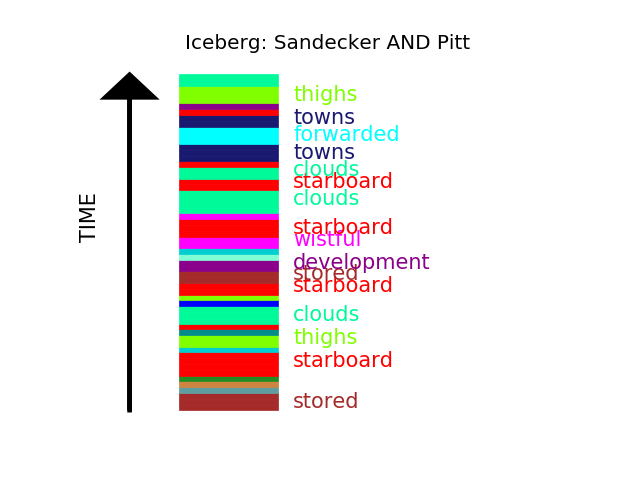 Iceberg: Sandecker AND Pitt
thighs
towns
forwarded
towns
clouds
starboard
clouds
starboard
wistful
development
stored
starboard
clouds
thighs
starboard
stored
TIME